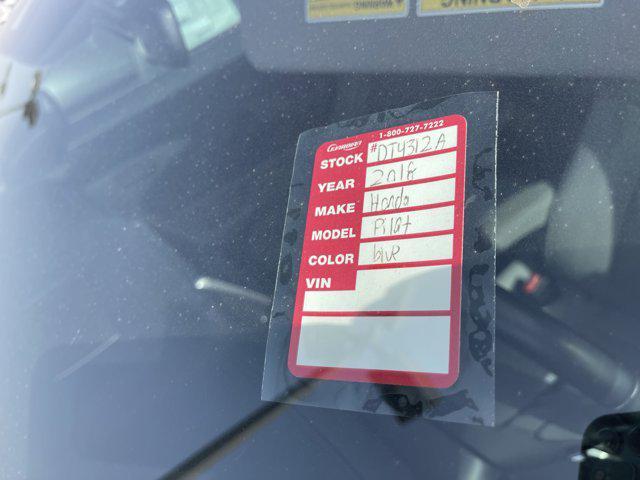 1-800-727-7222
STOCK #DT4312A
YEAR 2018
MAKE Honda
MODEL Pilot
COLOR blue
VIN